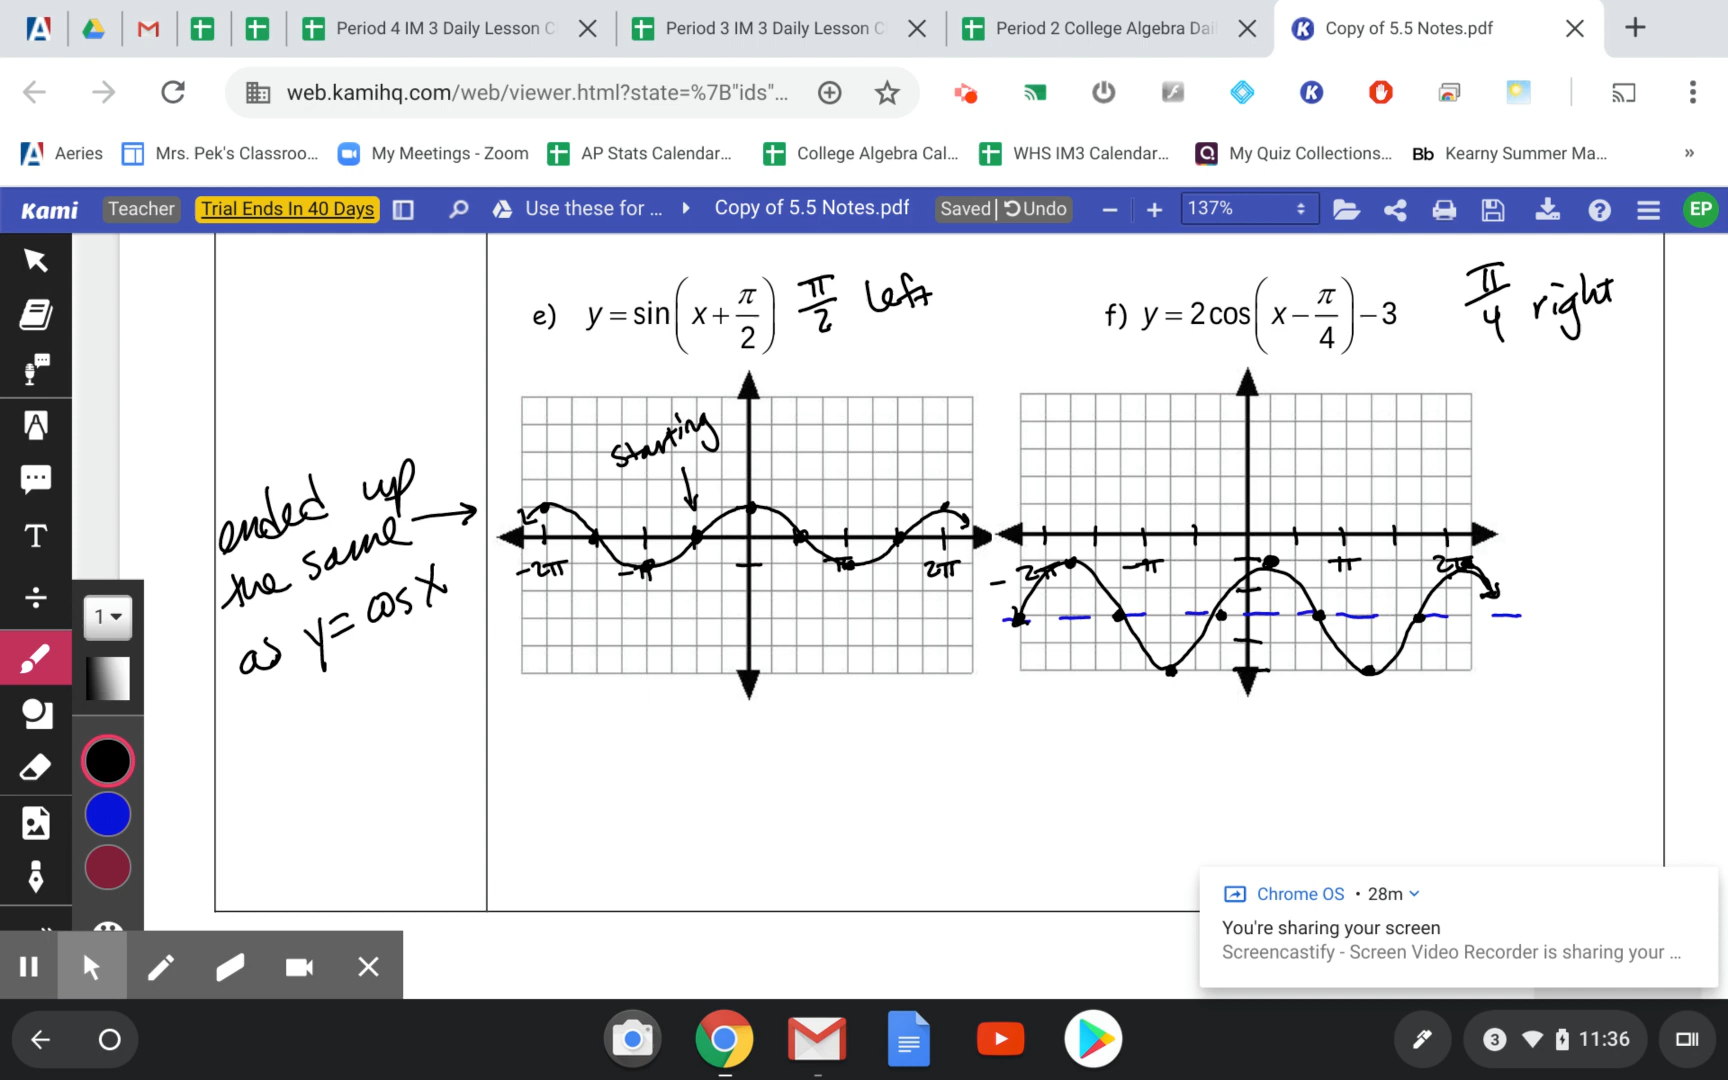 Period 4 IM 3 Daily Lesson C
Period 3 IM 3 Daily Lesson C
Period 2 College Algebra Dai
Copy of 5.5 Notes.pdf
web.kamihq.com/web/viewer.html?state=%7B"ids"...
Aeries
Mrs. Pek's Classroo...
My Meetings - Zoom
AP Stats Calendar...
College Algebra Cal...
WHS IM3 Calendar...
My Quiz Collections...
Bb Kearny Summer Ma...
»
Kami
Teacher
Trial Ends In 40 Days
Use these for ...
Copy of 5.5 Notes.pdf
Saved | Undo
137%
EP
e) y = sin(x + π/2) π/2 left
f) y = 2cos(x − π/4) − 3 π/4 right
starting
-2π -π π 2π
-2π -π π 2π
ended up
the same
as y = cos x
1
Chrome OS • 28m
You're sharing your screen
Screencastify - Screen Video Recorder is sharing your ...
3
11:36